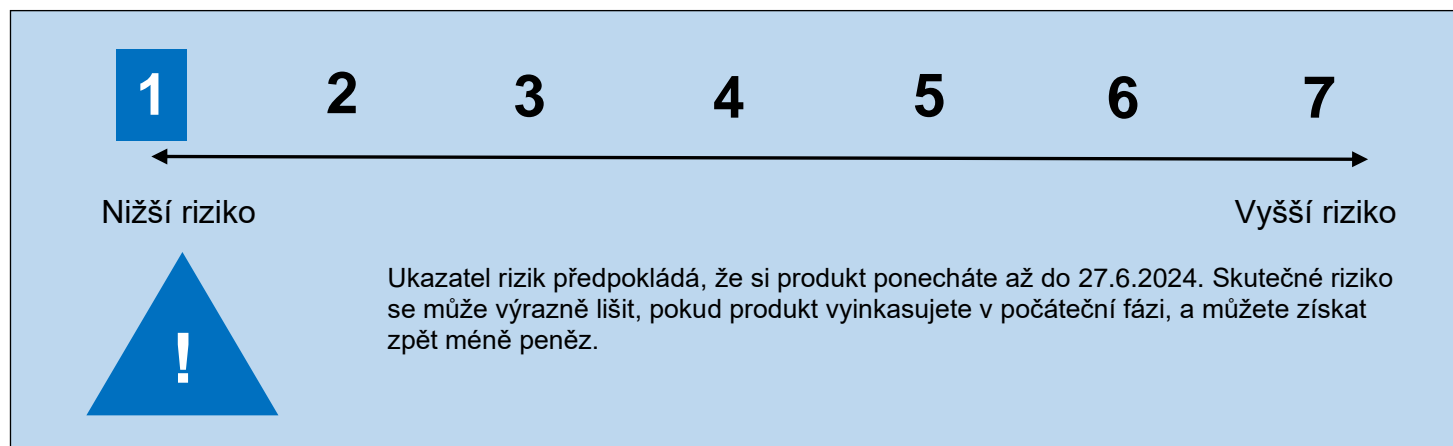 1 2 3 4 5 6 7
Nižší riziko Vyšší riziko
Ukazatel rizik předpokládá, že si produkt ponecháte až do 27.6.2024. Skutečné riziko
se může výrazně lišit, pokud produkt vyinkasujete v počáteční fázi, a můžete získat
zpět méně peněz.
!